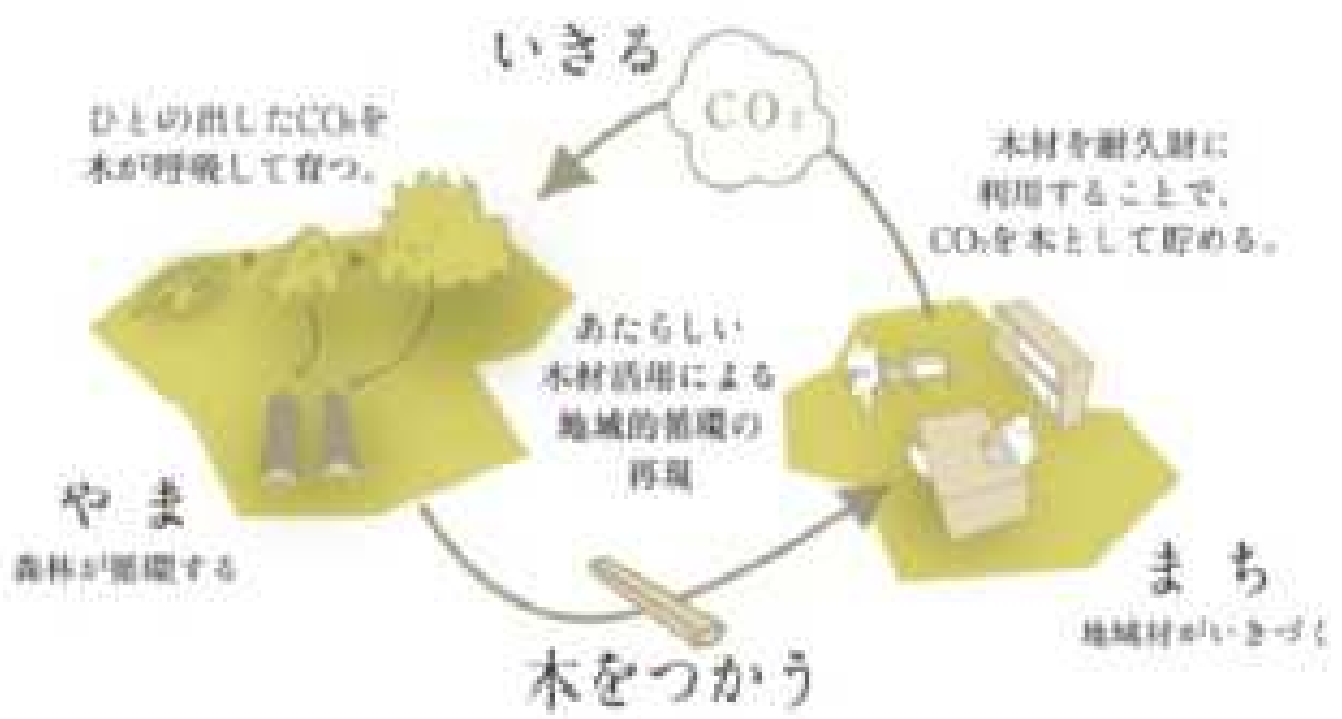 いきる
CO₂
ひとの出したCO₂を
木が呼吸して育つ。
木材を耐久財に
利用することで、
CO₂を木として貯める。
あたらしい
木材活用による
地域的循環の
再現
やま
森林が循環する
まち
地域材がいきづく
木をつかう